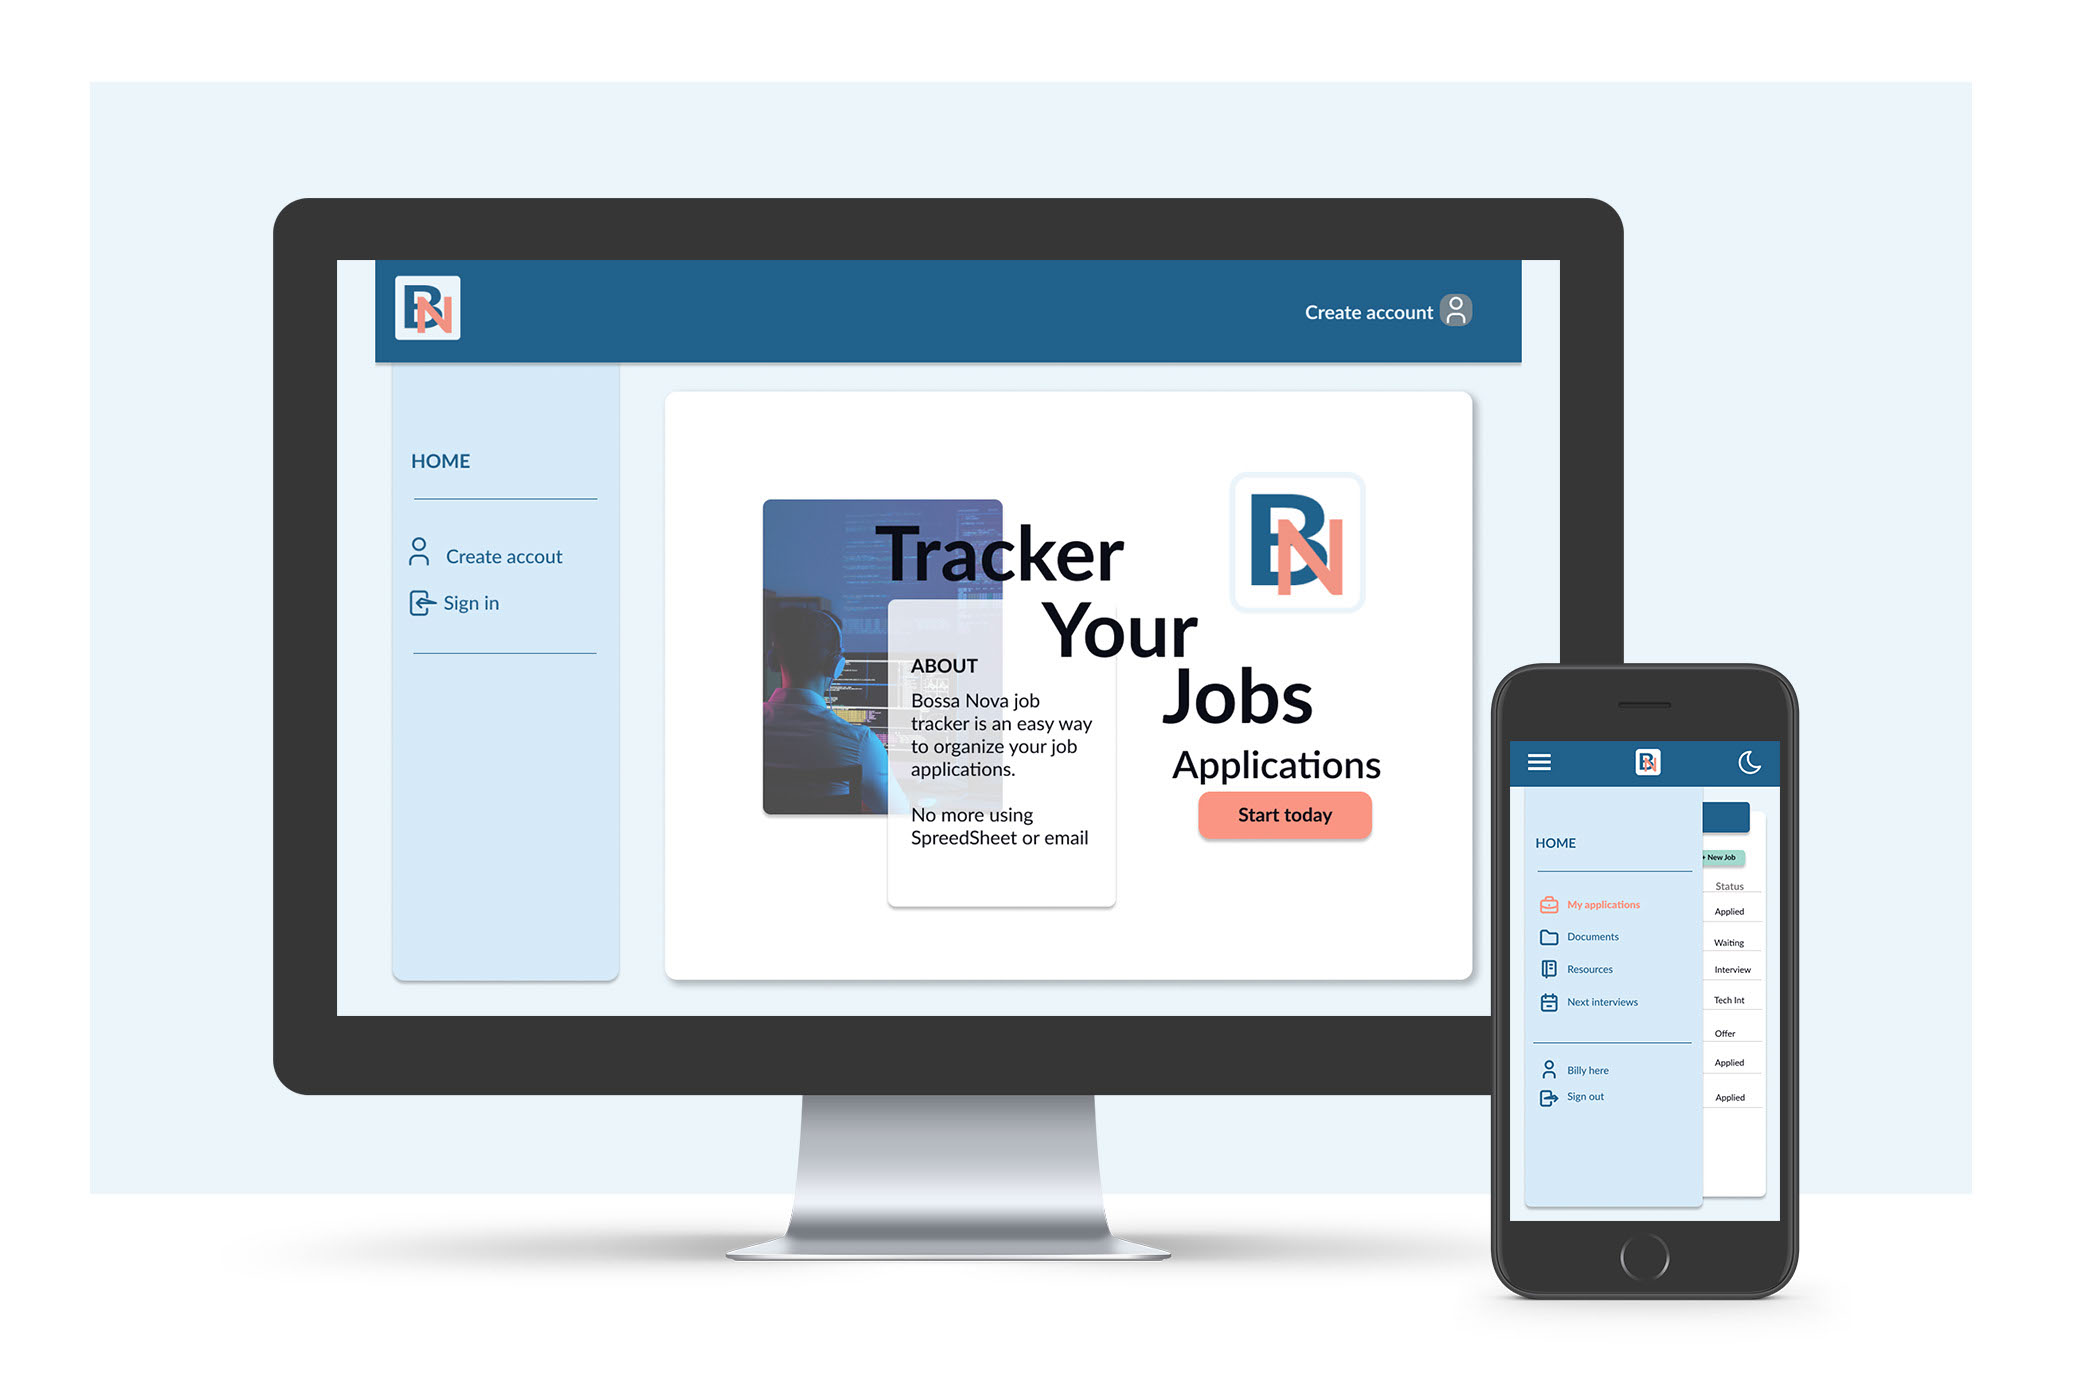 BN
Create account
HOME
Create accout
Sign in
Tracker
Your
Jobs
Applications
Start today
BN
ABOUT
Bossa Nova job
tracker is an easy way
to organize your job
applications.
No more using
SpreedSheet or email
BN
HOME
My applications
Documents
Resources
Next interviews
Billy here
Sign out
+ New Job
Status
Applied
Waiting
Interview
Tech Int
Offer
Applied
Applied